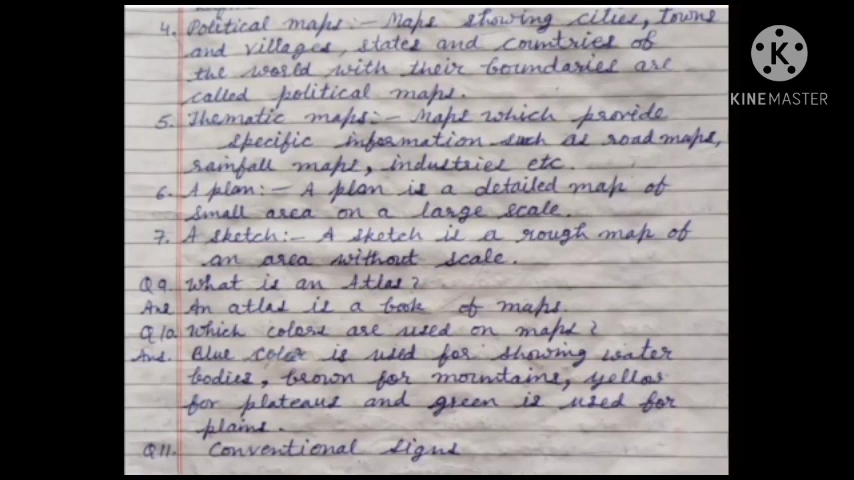 4. Political maps:- Maps showing cities, towns
and villages, states and countries of
the world with their boundaries are
called political maps.
5. Thematic maps:- Maps which provide
specific information such as road maps,
rainfall maps, industries etc.
6. A plan:- A plan is a detailed map of
small area on a large scale.
7. A sketch:- A sketch is a rough map of
an area without scale.
Q9. What is an Atlas?
Ans An atlas is a book of maps.
Q10. Which colors are used on maps?
Ans. Blue color is used for showing water
bodies, brown for mountains, yellow
for plateaus and green is used for
plains.
Q11. Conventional Signs
K
KINEMASTER